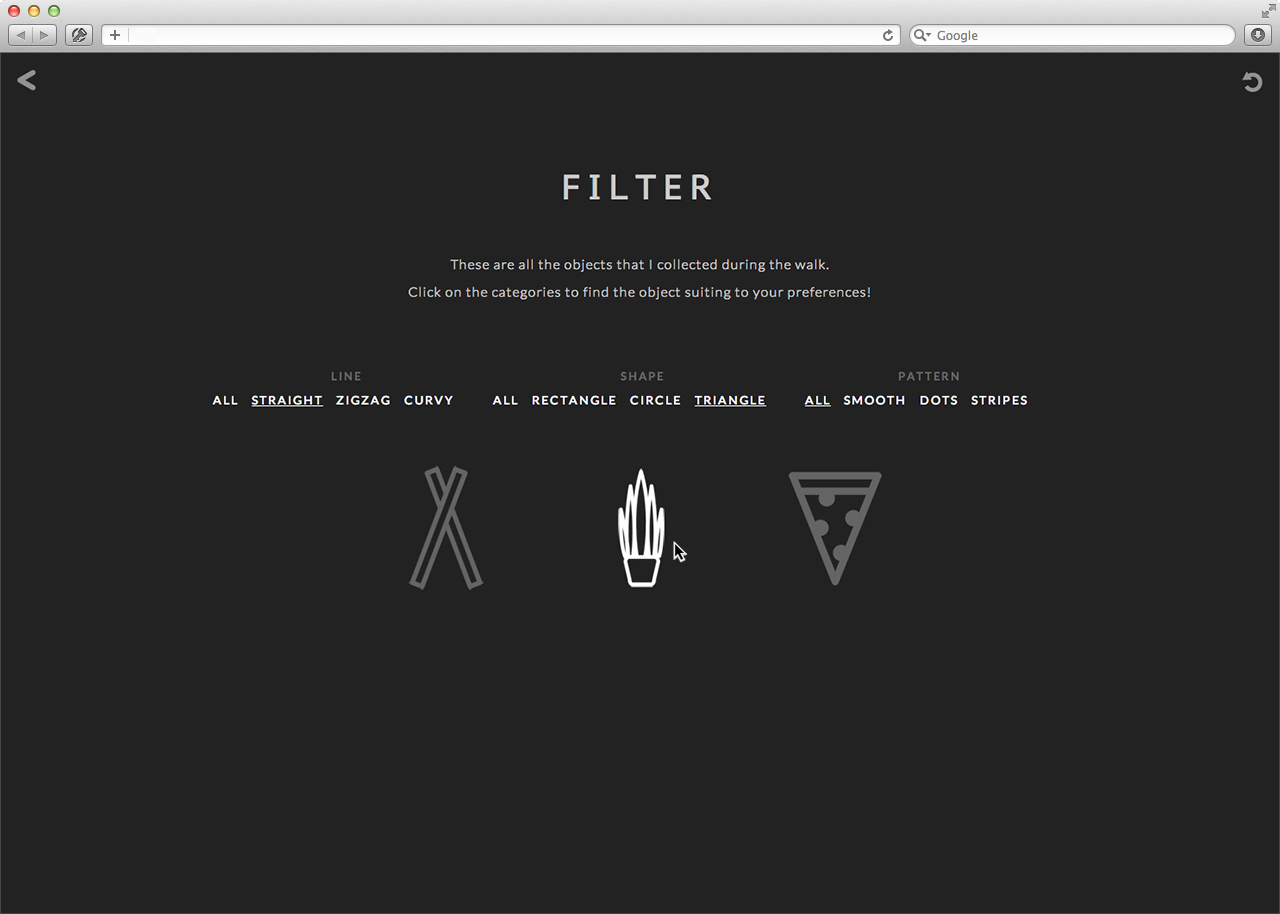 Google
FILTER
These are all the objects that I collected during the walk.
Click on the categories to find the object suiting to your preferences!
LINE SHAPE PATTERN
ALL STRAIGHT ZIGZAG CURVY ALL RECTANGLE CIRCLE TRIANGLE ALL SMOOTH DOTS STRIPES